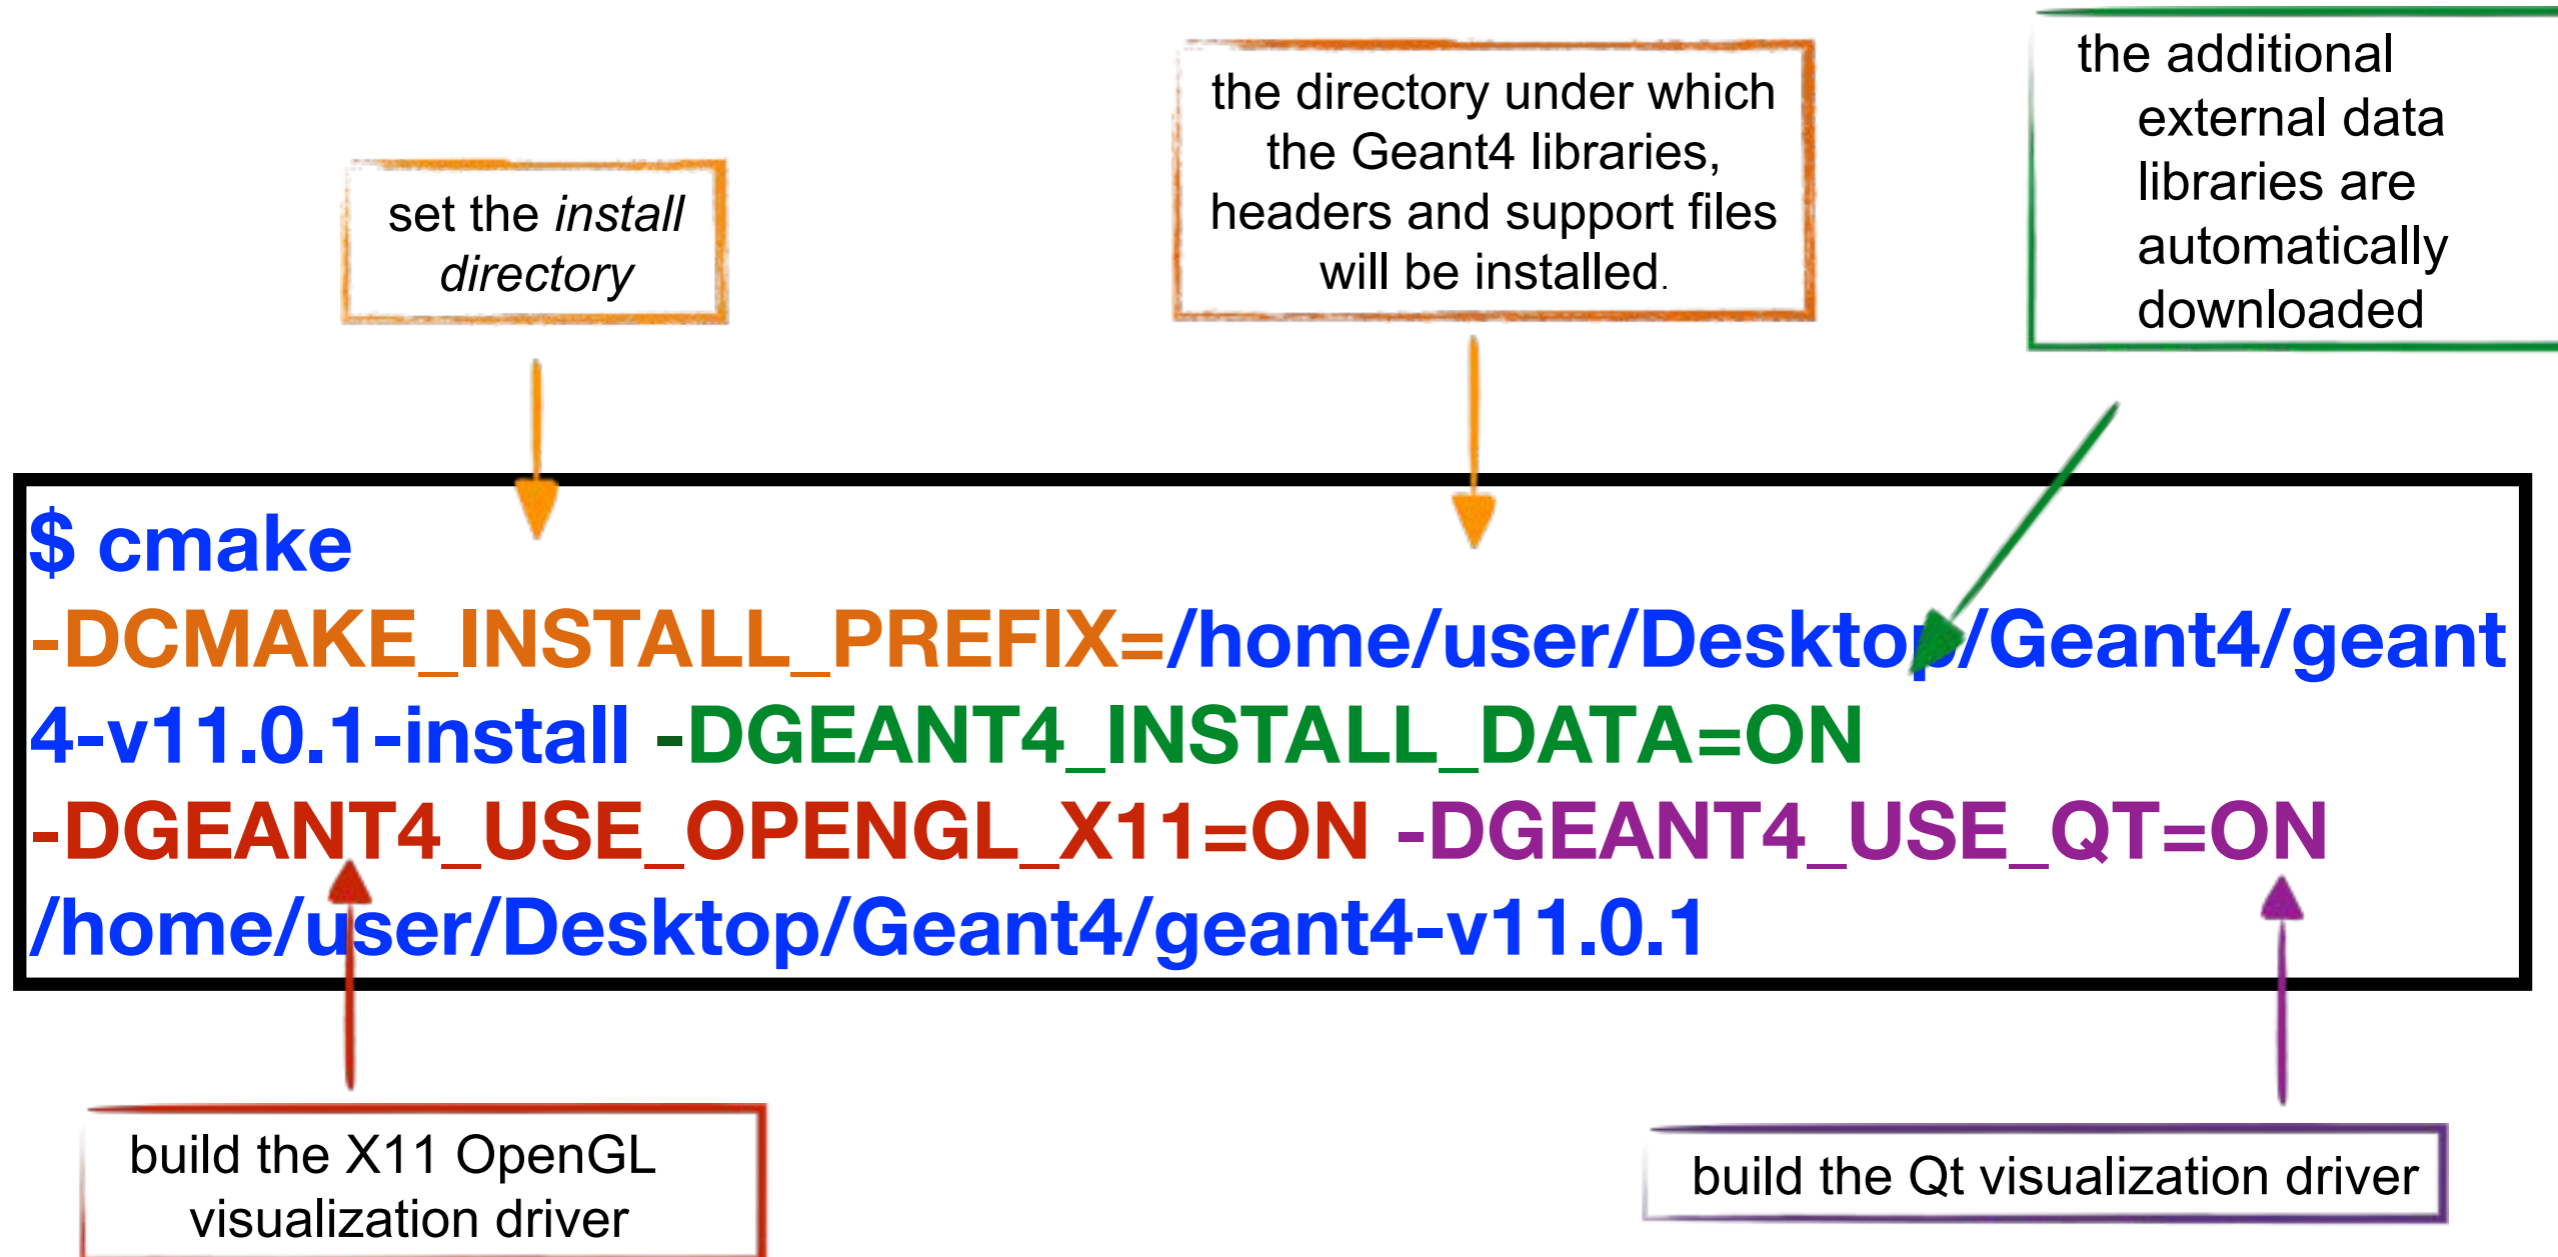 set the install
directory
the directory under which
the Geant4 libraries,
headers and support files
will be installed.
the additional
external data
libraries are
automatically
downloaded
$ cmake
-DCMAKE_INSTALL_PREFIX=/home/user/Desktop/Geant4/geant
4-v11.0.1-install -DGEANT4_INSTALL_DATA=ON
-DGEANT4_USE_OPENGL_X11=ON -DGEANT4_USE_QT=ON
/home/user/Desktop/Geant4/geant4-v11.0.1
build the X11 OpenGL
visualization driver
build the Qt visualization driver